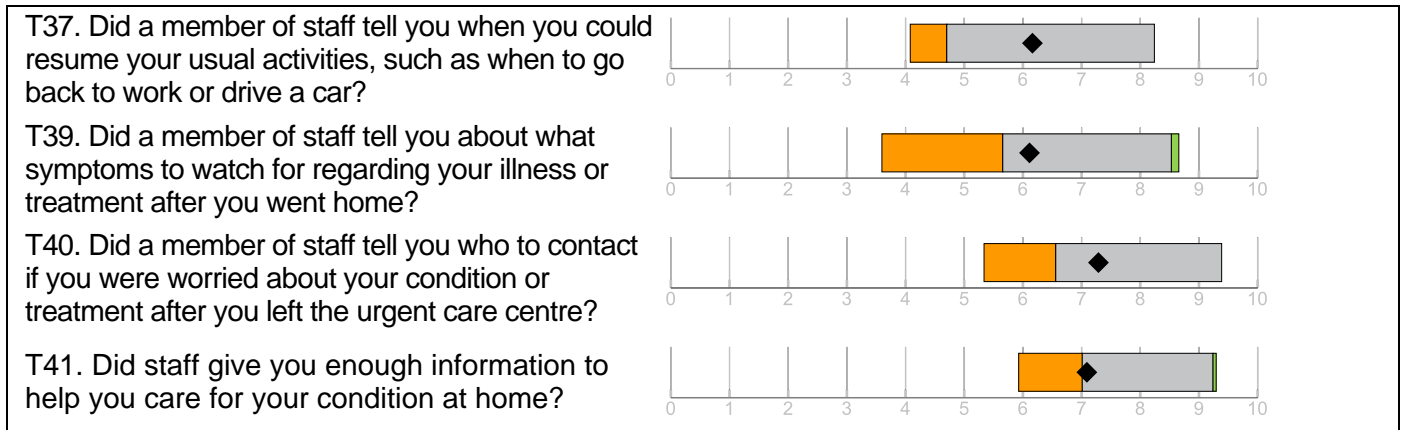 T37. Did a member of staff tell you when you could
resume your usual activities, such as when to go
back to work or drive a car?
0 1 2 3 4 5 6 7 8 9 10
T39. Did a member of staff tell you about what
symptoms to watch for regarding your illness or
treatment after you went home?
0 1 2 3 4 5 6 7 8 9 10
T40. Did a member of staff tell you who to contact
if you were worried about your condition or
treatment after you left the urgent care centre?
0 1 2 3 4 5 6 7 8 9 10
T41. Did staff give you enough information to
help you care for your condition at home?
0 1 2 3 4 5 6 7 8 9 10